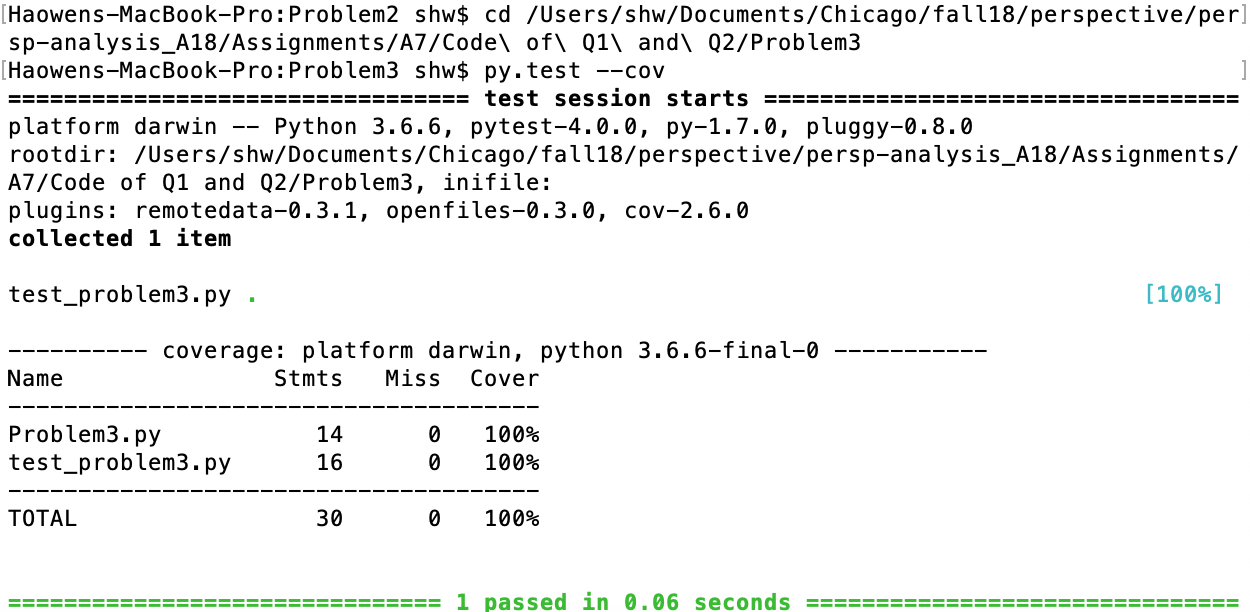 [Haowens-MacBook-Pro:Problem2 shw$ cd /Users/shw/Documents/Chicago/fall18/perspective/per]
sp-analysis_A18/Assignments/A7/Code\ of\ Q1\ and\ Q2/Problem3
[Haowens-MacBook-Pro:Problem3 shw$ py.test --cov ]
================================= test session starts ==================================
platform darwin -- Python 3.6.6, pytest-4.0.0, py-1.7.0, pluggy-0.8.0
rootdir: /Users/shw/Documents/Chicago/fall18/perspective/persp-analysis_A18/Assignments/
A7/Code of Q1 and Q2/Problem3, inifile:
plugins: remotedata-0.3.1, openfiles-0.3.0, cov-2.6.0
collected 1 item
test_problem3.py . [100%]
---------- coverage: platform darwin, python 3.6.6-final-0 -----------
Name Stmts Miss Cover
--------------------------------------
Problem3.py 14 0 100%
test_problem3.py 16 0 100%
--------------------------------------
TOTAL 30 0 100%
=============================== 1 passed in 0.06 seconds ===============================